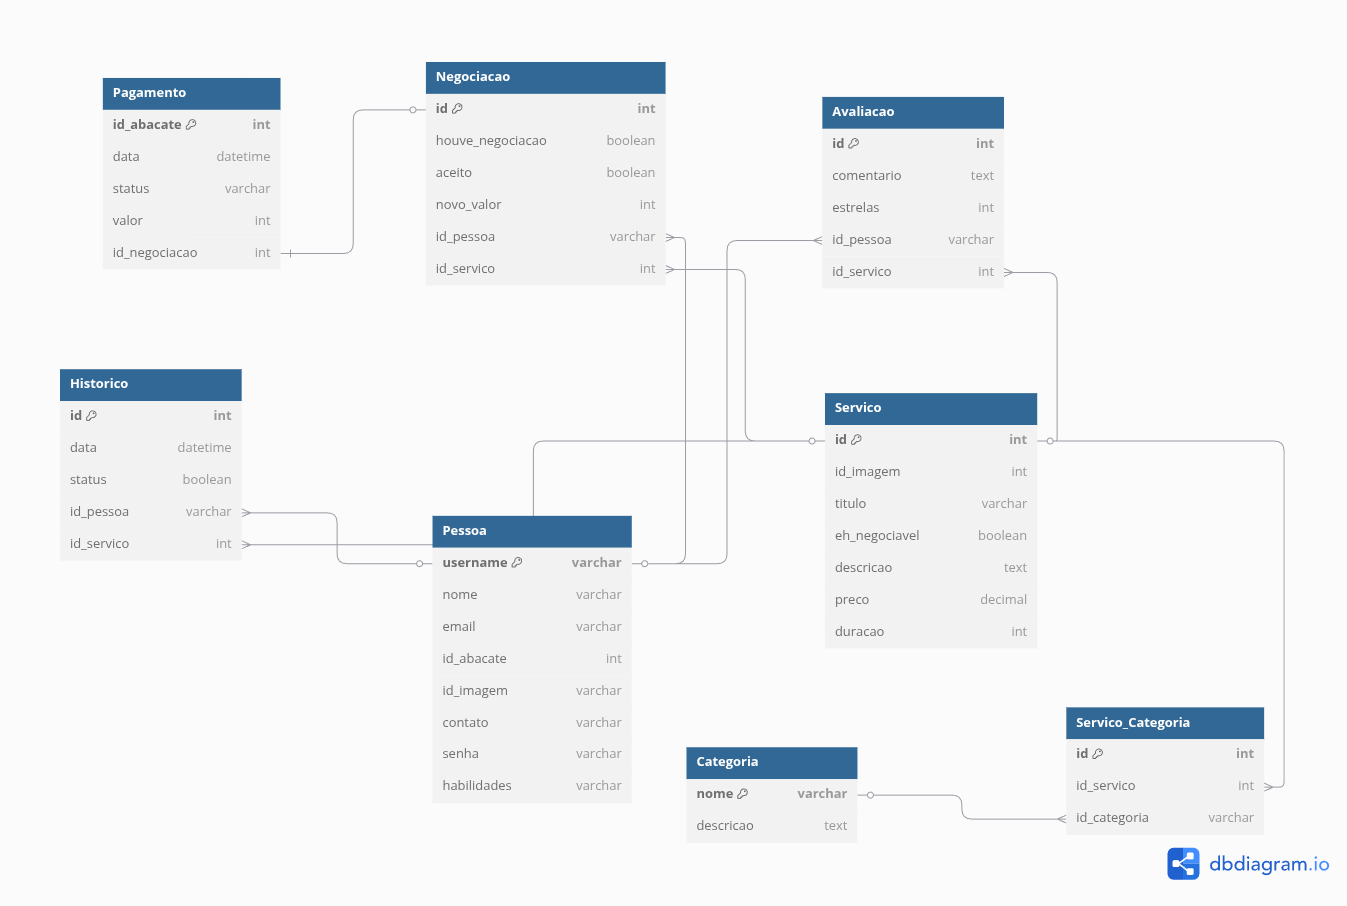 Pagamento
id_abacate int
data datetime
status varchar
valor int
id_negociacao int
Negociacao
id int
houve_negociacao boolean
aceito boolean
novo_valor int
id_pessoa varchar
id_servico int
Avaliacao
id int
comentario text
estrelas int
id_pessoa varchar
id_servico int
Historico
id int
data datetime
status boolean
id_pessoa varchar
id_servico int
Pessoa
username varchar
nome varchar
email varchar
id_abacate int
id_imagem varchar
contato varchar
senha varchar
habilidades varchar
Servico
id int
id_imagem int
titulo varchar
eh_negociavel boolean
descricao text
preco decimal
duracao int
Categoria
nome varchar
descricao text
Servico_Categoria
id int
id_servico int
id_categoria varchar
dbdiagram.io